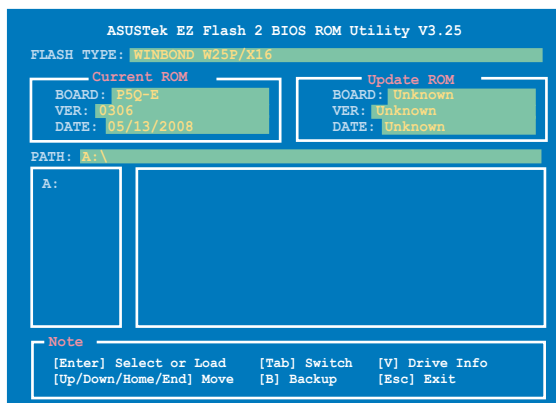 ASUSTek EZ Flash 2 BIOS ROM Utility V3.25
FLASH TYPE: WINBOND W25P/X16
Current ROM
BOARD: P5Q-E
VER: 0306
DATE: 05/13/2008
Update ROM
BOARD: Unknown
VER: Unknown
DATE: Unknown
PATH: A:\
A:
Note
[Enter] Select or Load [Tab] Switch [V] Drive Info
[Up/Down/Home/End] Move [B] Backup [Esc] Exit